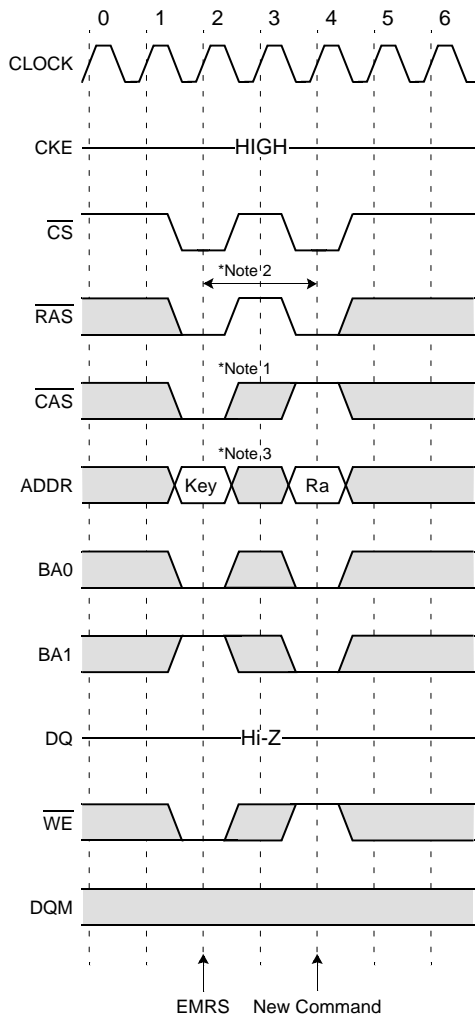 0 1 2 3 4 5 6
CLOCK
CKE HIGH
CS
*Note 2
RAS
*Note 1
CAS
*Note 3
ADDR Key Ra
BA0
BA1
DQ Hi-Z
WE
DQM
EMRS New Command